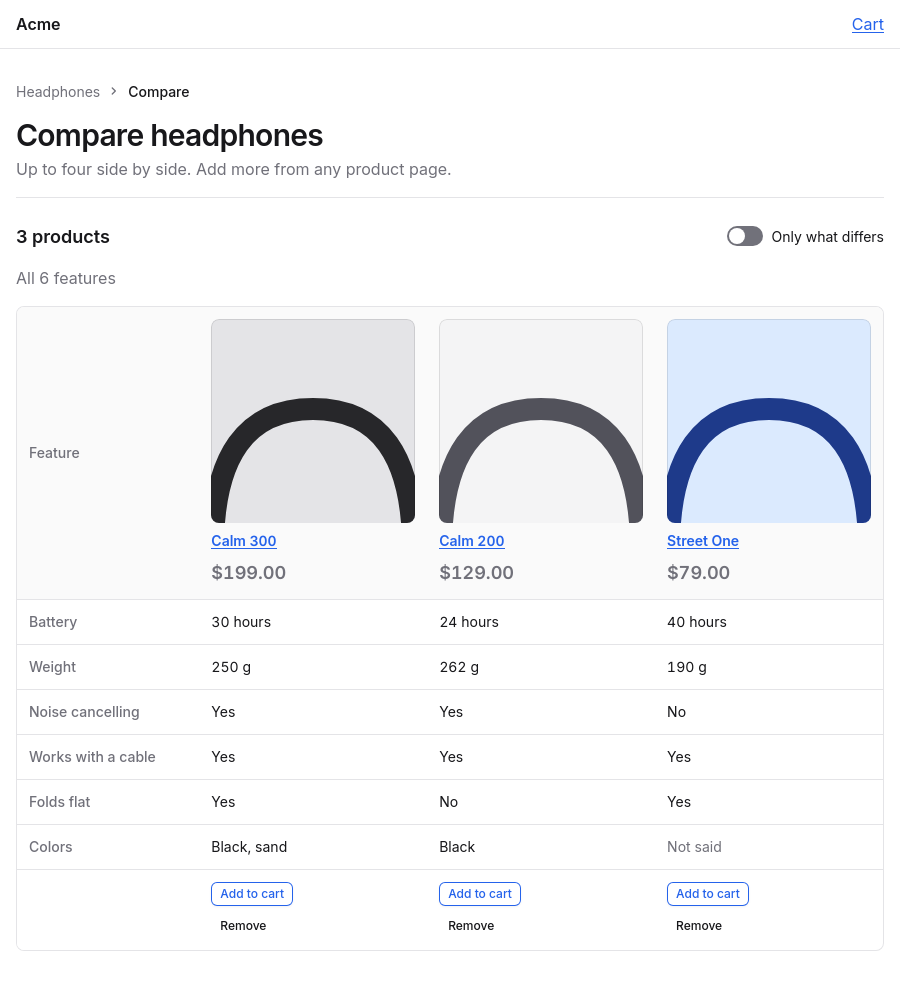 Acme Cart
Headphones Compare
Compare headphones
Up to four side by side. Add more from any product page.
3 products Only what differs
All 6 features
Feature
Calm 300 Calm 200 Street One
$199.00 $129.00 $79.00
Battery 30 hours 24 hours 40 hours
Weight 250 g 262 g 190 g
Noise cancelling Yes Yes No
Works with a cable Yes Yes Yes
Folds flat Yes No Yes
Colors Black, sand Black Not said
Add to cart Add to cart Add to cart
Remove Remove Remove